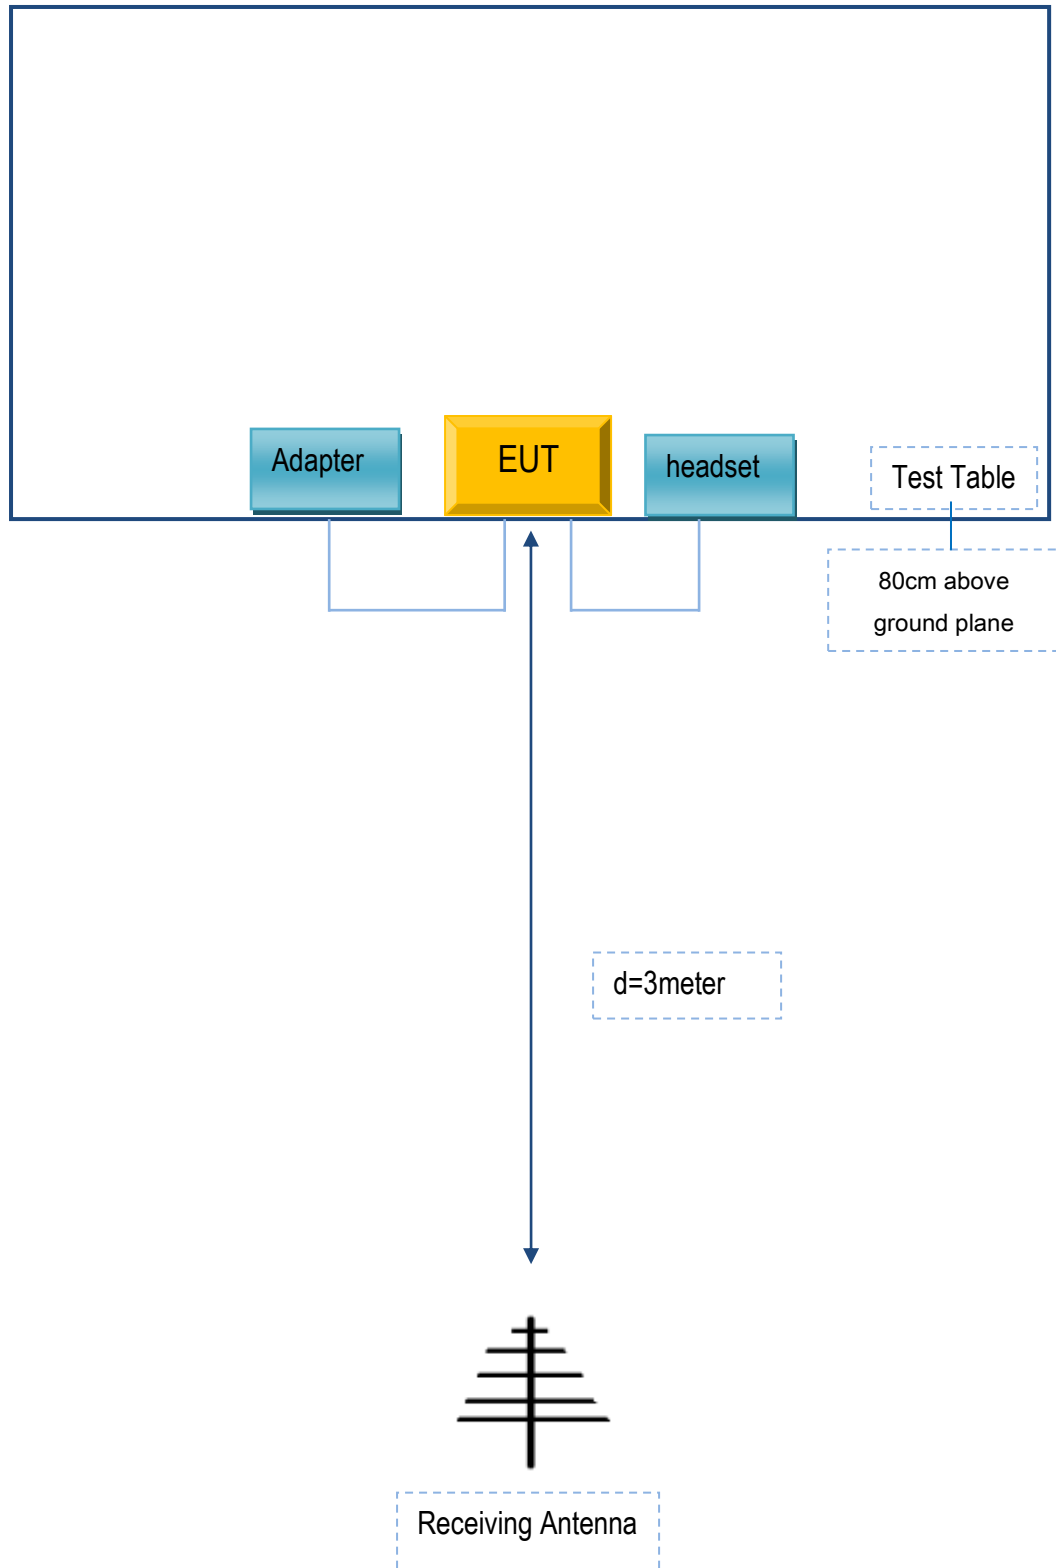 Adapter
EUT
headset
Test Table
80cm above
ground plane
d=3meter
Receiving Antenna